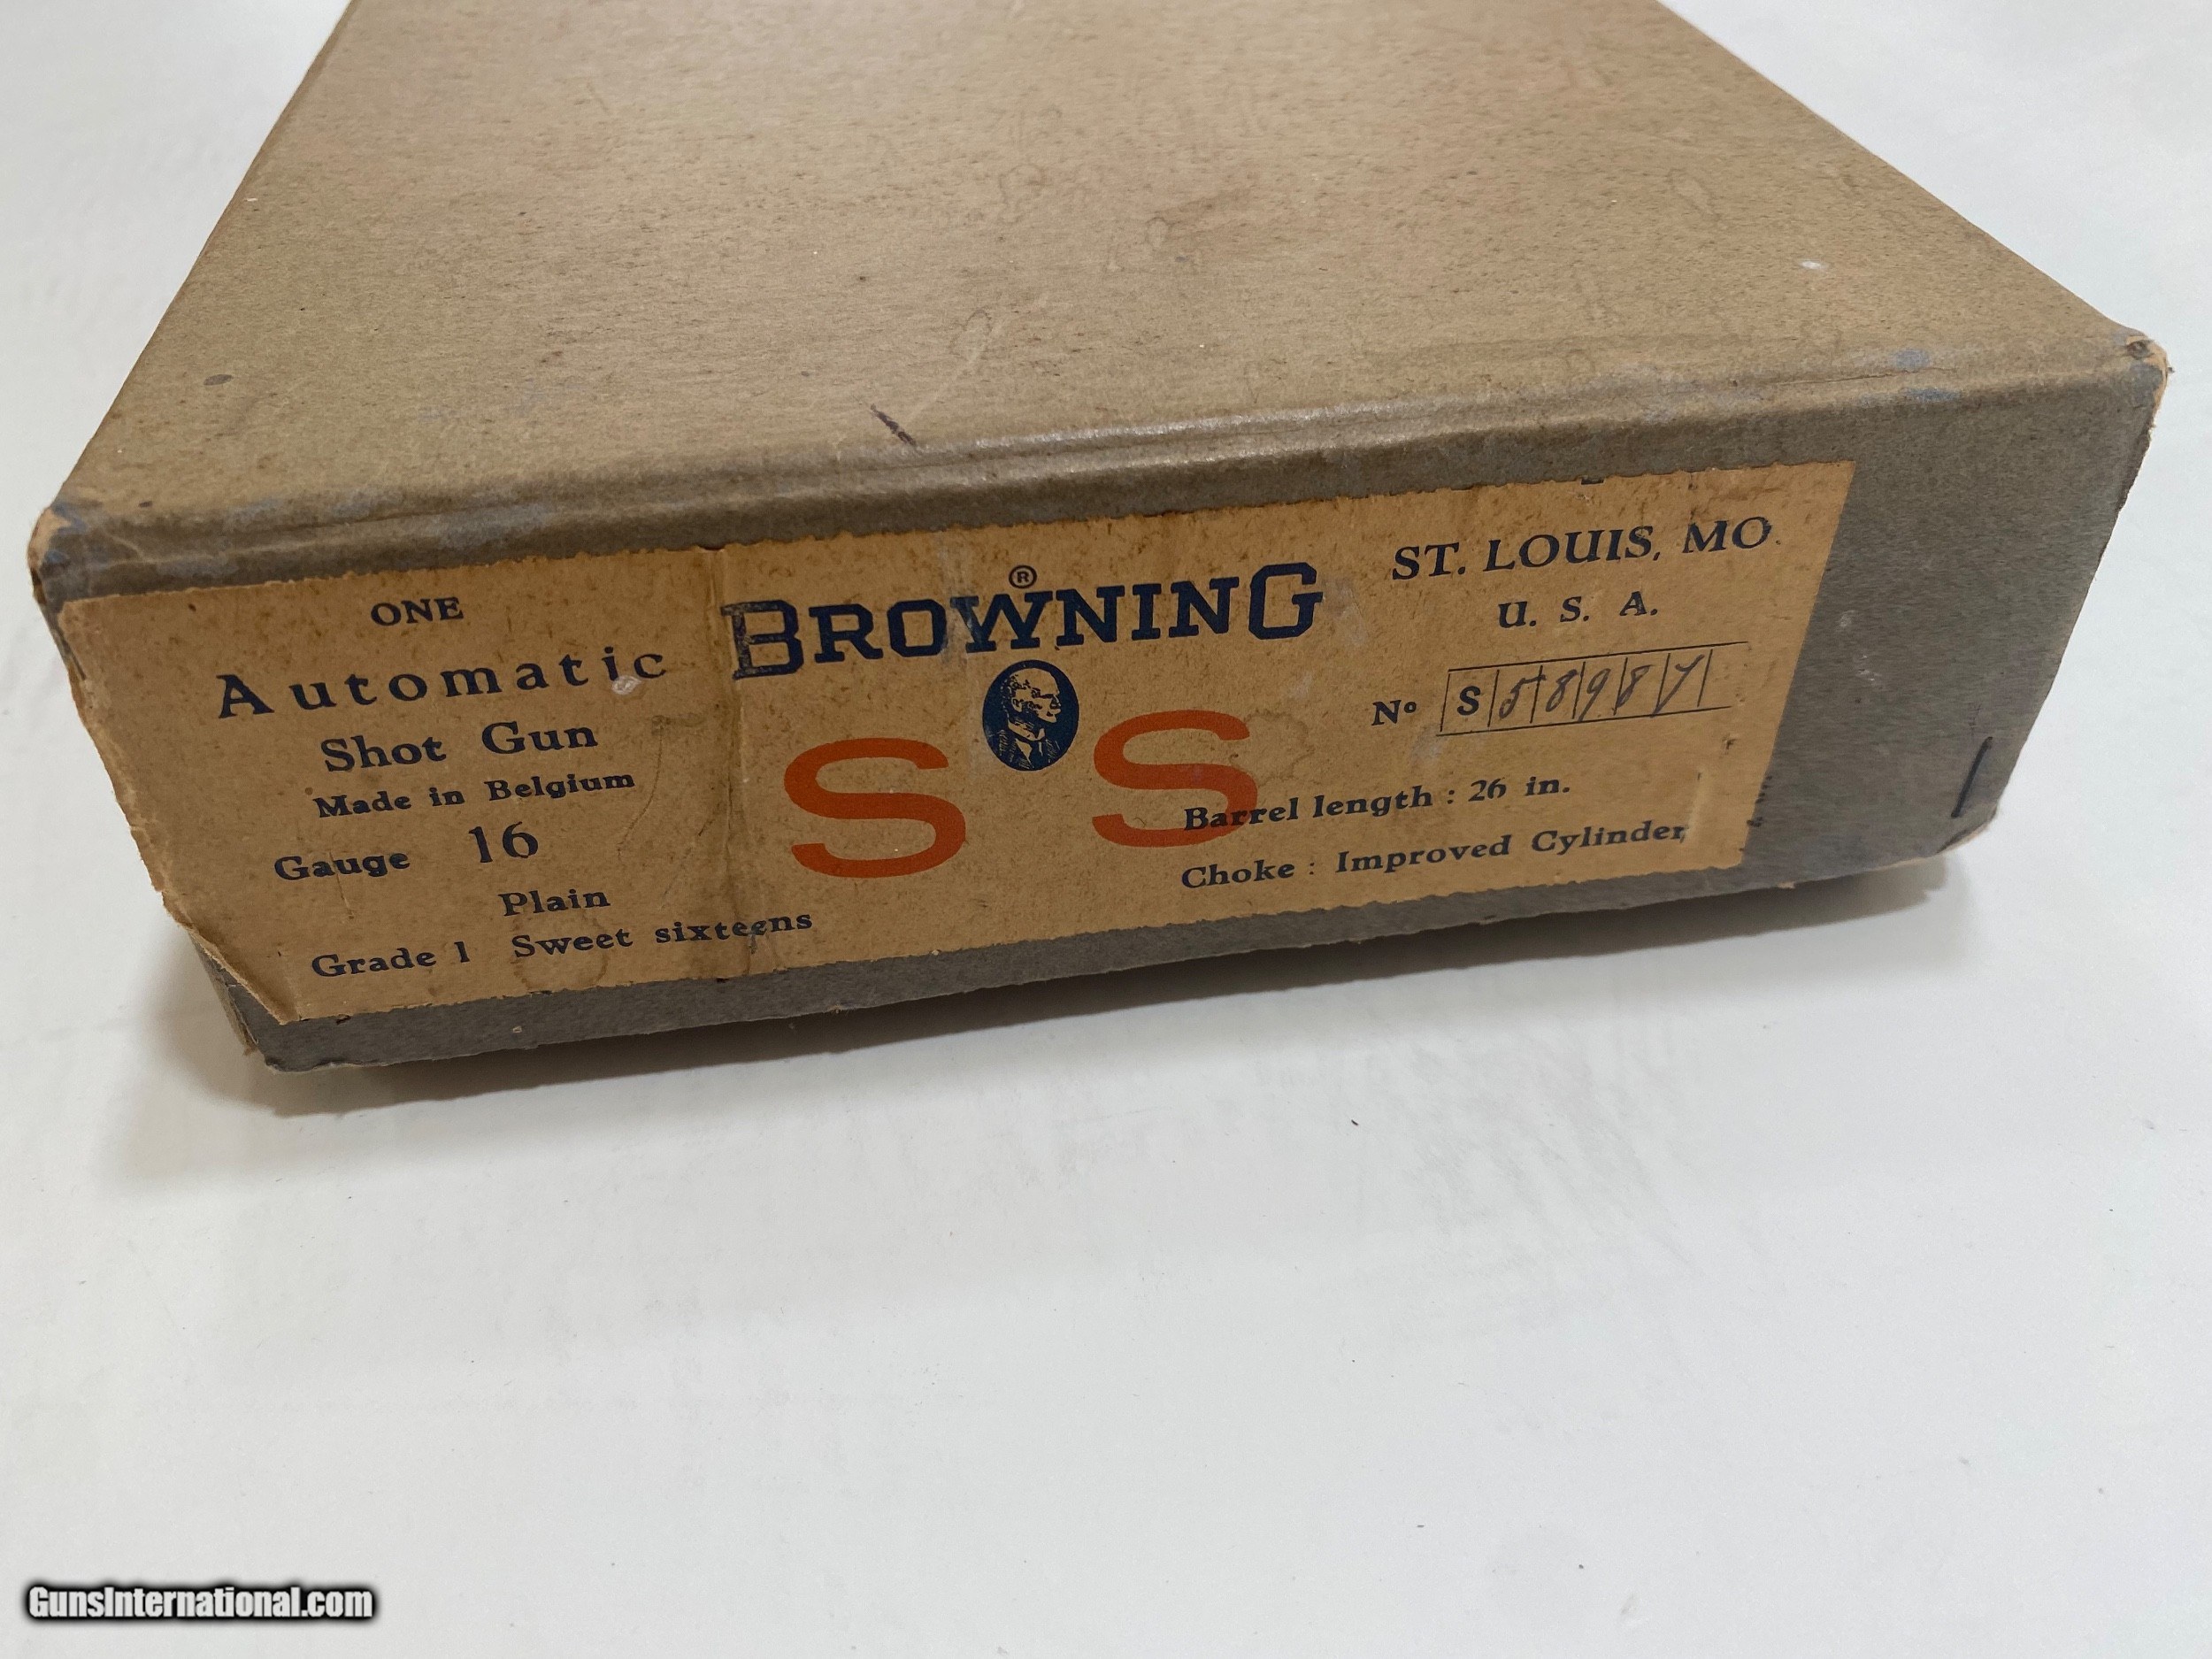 ONE
Automatic
Shot Gun
Made in Belgium
Gauge 16
Plain
Grade 1 Sweet sixteens
BROWNING ®
S S
ST. LOUIS, MO.
U. S. A.
Nº S 58987
Barrel length : 26 in.
Choke : Improved Cylinder
GunsInternational.com